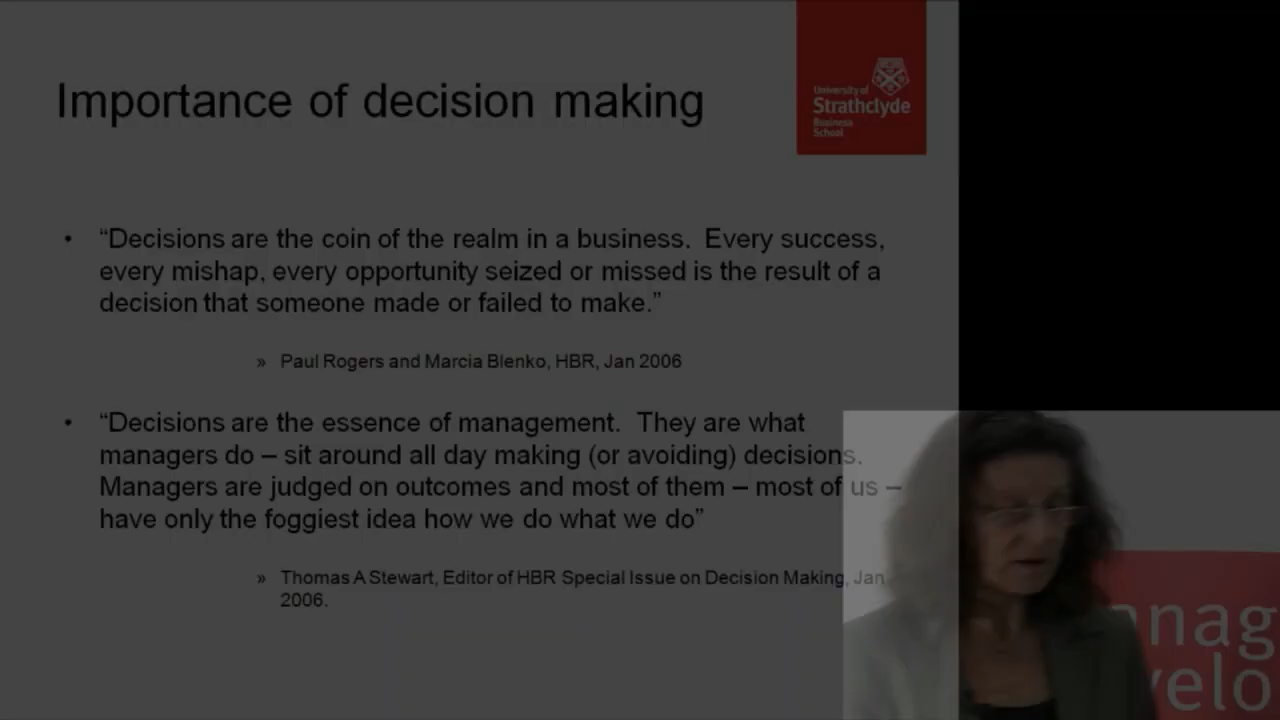 Importance of decision making
University of
Strathclyde
Business
School
• “Decisions are the coin of the realm in a business. Every success,
every mishap, every opportunity seized or missed is the result of a
decision that someone made or failed to make.”
» Paul Rogers and Marcia Blenko, HBR, Jan 2006
• “Decisions are the essence of management. They are what
managers do – sit around all day making (or avoiding) decisions.
Managers are judged on outcomes and most of them – most of us –
have only the foggiest idea how we do what we do”
» Thomas A Stewart, Editor of HBR Special Issue on Decision Making, Jan
2006.
anag
velo